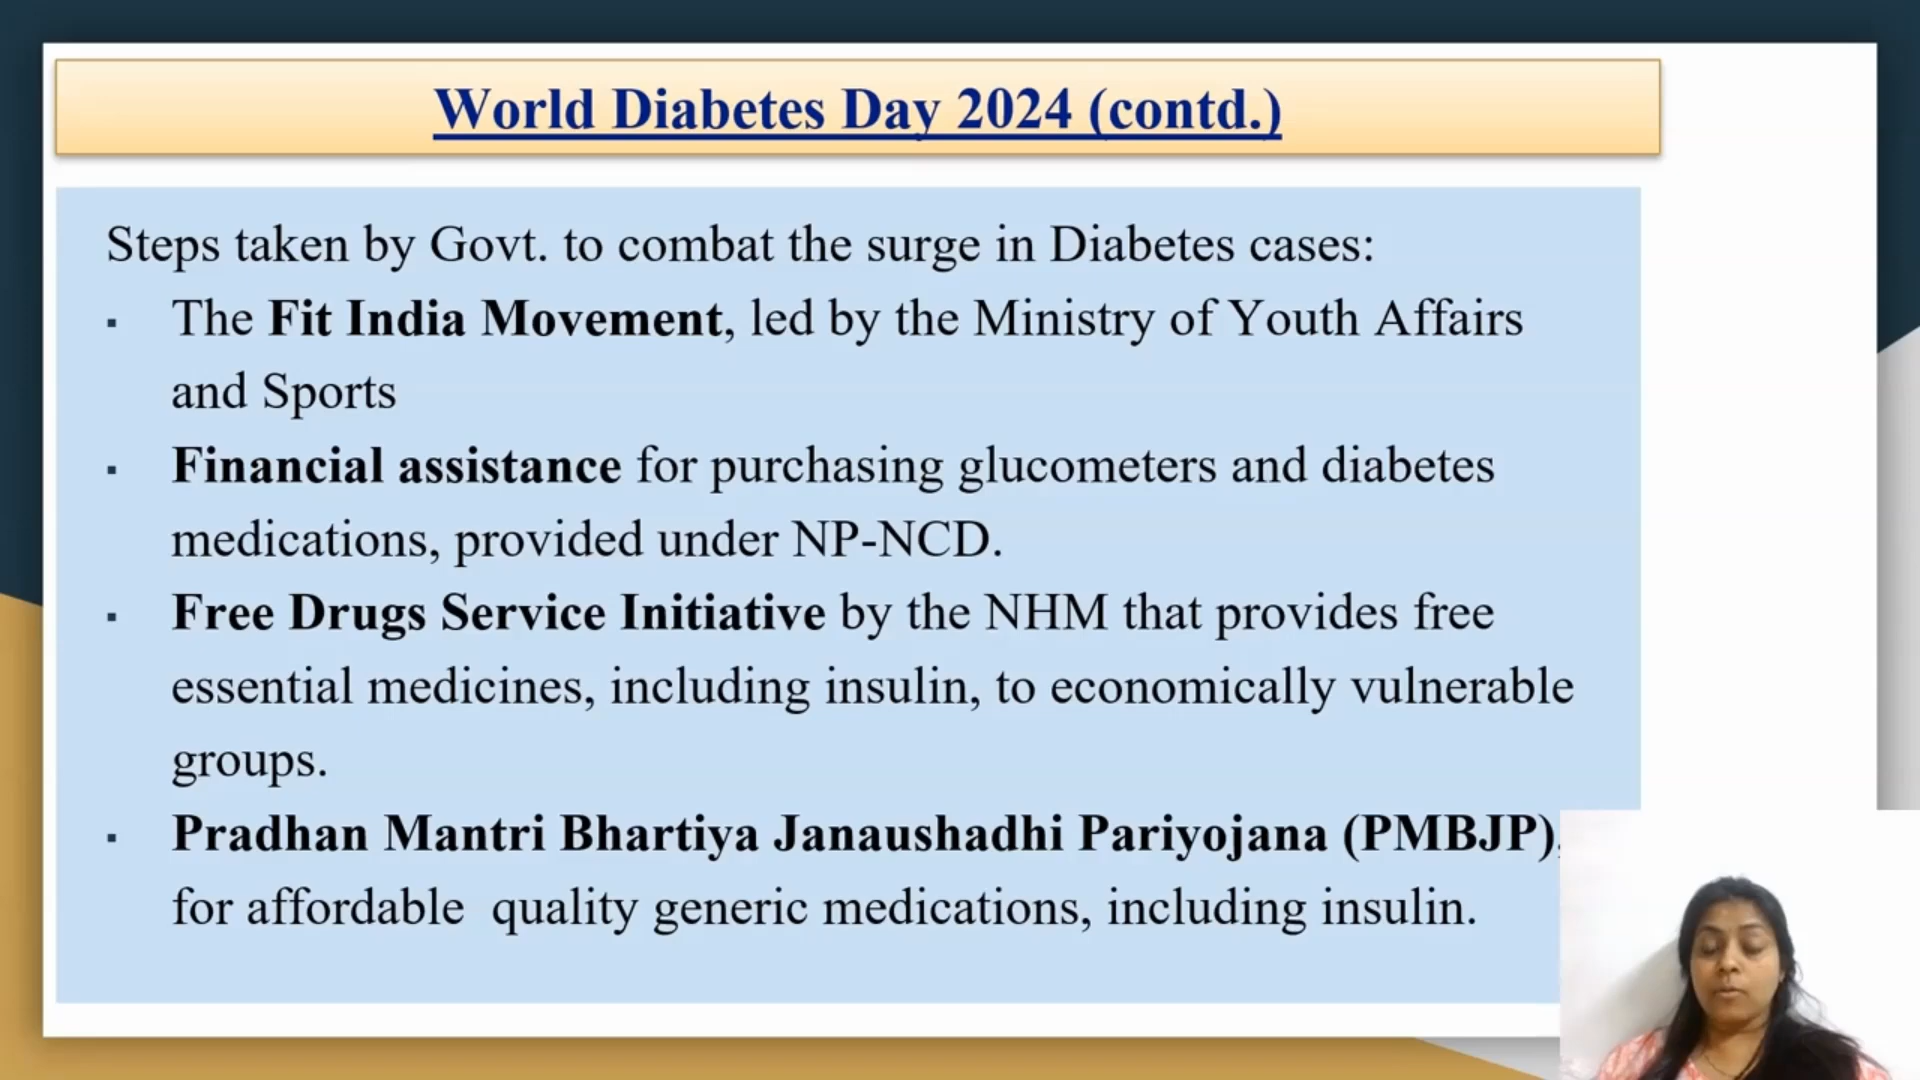 World Diabetes Day 2024 (contd.)
Steps taken by Govt. to combat the surge in Diabetes cases:
▪ The Fit India Movement, led by the Ministry of Youth Affairs
and Sports
▪ Financial assistance for purchasing glucometers and diabetes
medications, provided under NP-NCD.
▪ Free Drugs Service Initiative by the NHM that provides free
essential medicines, including insulin, to economically vulnerable
groups.
▪ Pradhan Mantri Bhartiya Janaushadhi Pariyojana (PMBJP),
for affordable  quality generic medications, including insulin.